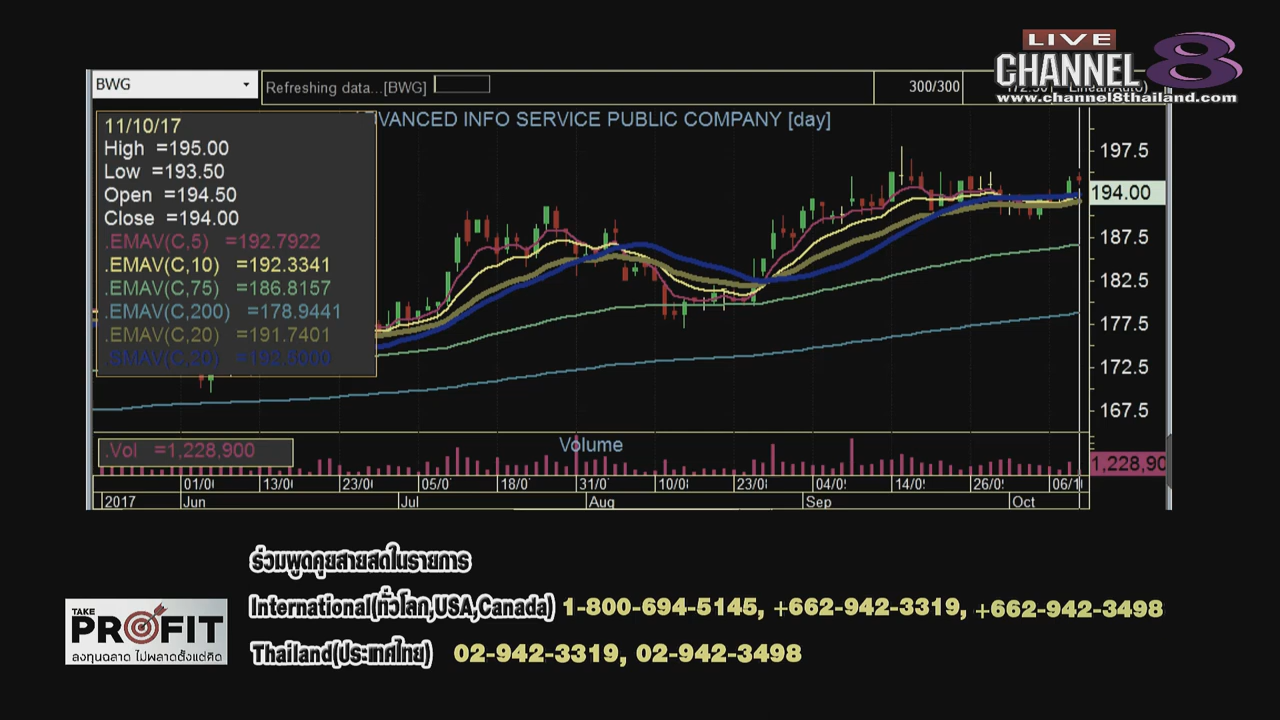 LIVE
CHANNEL 8
www.channel8thailand.com
BWG
Refreshing data...[BWG]
300/300
VANCED INFO SERVICE PUBLIC COMPANY [day]
11/10/17
High =195.00
Low =193.50
Open =194.50
Close =194.00
.EMAV(C,5) =192.7922
.EMAV(C,10) =192.3341
.EMAV(C,75) =186.8157
.EMAV(C,200) =178.9441
.EMAV(C,20) =191.7401
.SMAV(C,20) =192.6000
197.5
194.00
187.5
182.5
177.5
172.5
167.5
.Vol =1,228,900
Volume
1,228,90
01/0 13/0 23/0 05/0 18/0 31/0 10/0 23/0 04/0 14/0 26/0 06/1
2017 Jun Jul Aug Sep Oct
ร่วมพูดคุยสายสดในรายการ
International(ทั่วโลก,USA,Canada) 1-800-694-5145, +662-942-3319, +662-942-3498
Thailand(ประเทศไทย) 02-942-3319, 02-942-3498
TAKE
PROFIT
ลงทุนฉลาด ไม่พลาดตั้งแต่คิด